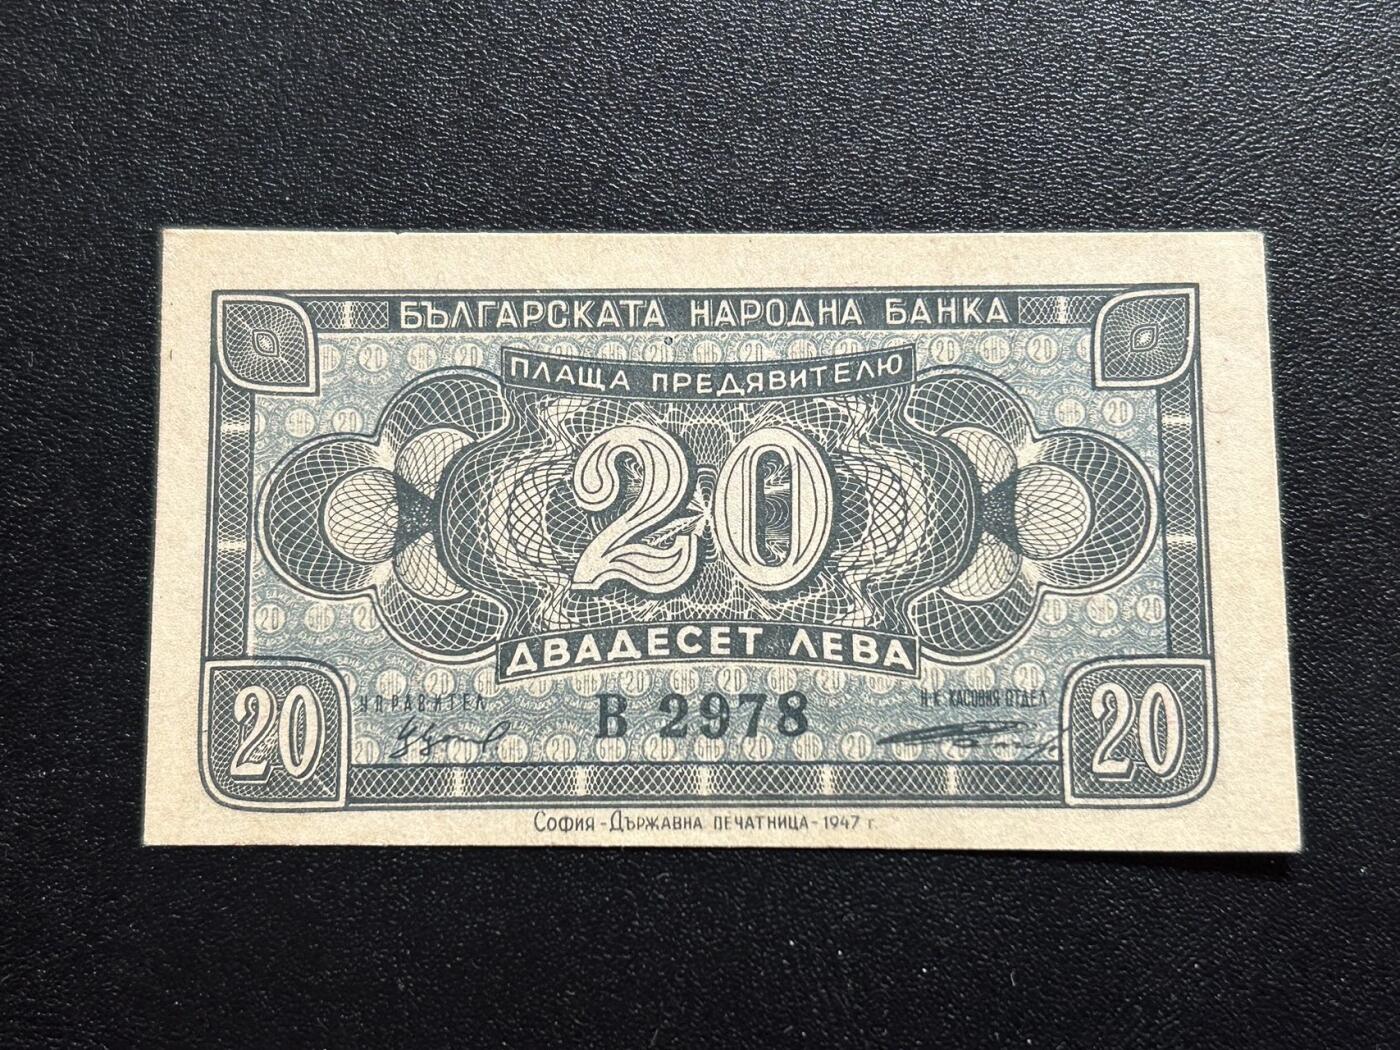 БЪЛГАРСКАТА НАРОДНА БАНКА
ПЛАЩА ПРЕДЯВИТЕЛЮ
20
ДВАДЕСЕТ ЛЕВА
УПРАВИТЕЛ
В 2978
Н-К КАСОВИЯ ОТДЕЛ
20
20
СОФИЯ - ДЪРЖАВНА ПЕЧАТНИЦА - 1947 г.